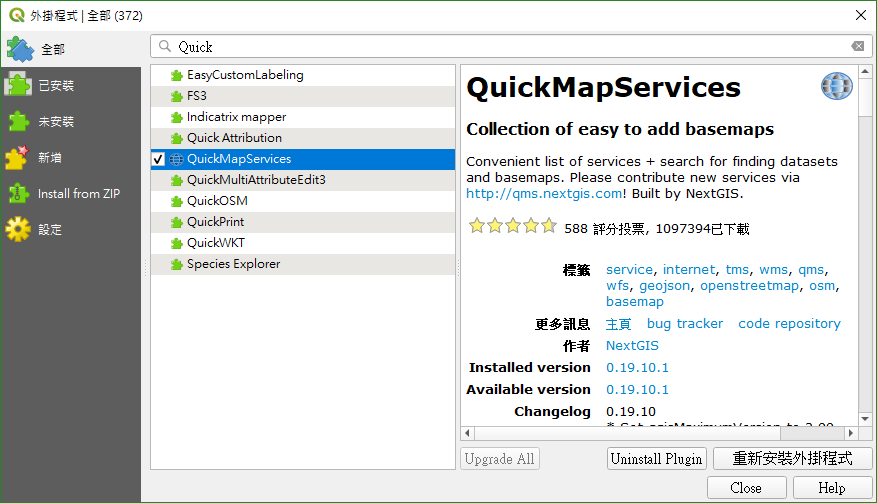 外掛程式 | 全部 (372)
全部
已安裝
未安裝
新增
Install from ZIP
設定
Quick
EasyCustomLabeling
FS3
Indicatrix mapper
Quick Attribution
QuickMapServices
QuickMultiAttributeEdit3
QuickOSM
QuickPrint
QuickWKT
Species Explorer
QuickMapServices
Collection of easy to add basemaps
Convenient list of services + search for finding datasets
and basemaps. Please contribute new services via
http://qms.nextgis.com! Built by NextGIS.
588 評分投票, 1097394已下載
標籤 service, internet, tms, wms, qms,
wfs, geojson, openstreetmap, osm,
basemap
更多訊息 主頁 bug tracker code repository
作者 NextGIS
Installed version 0.19.10.1
Available version 0.19.10.1
Changelog 0.19.10
Upgrade All
Uninstall Plugin
重新安裝外掛程式
Close
Help